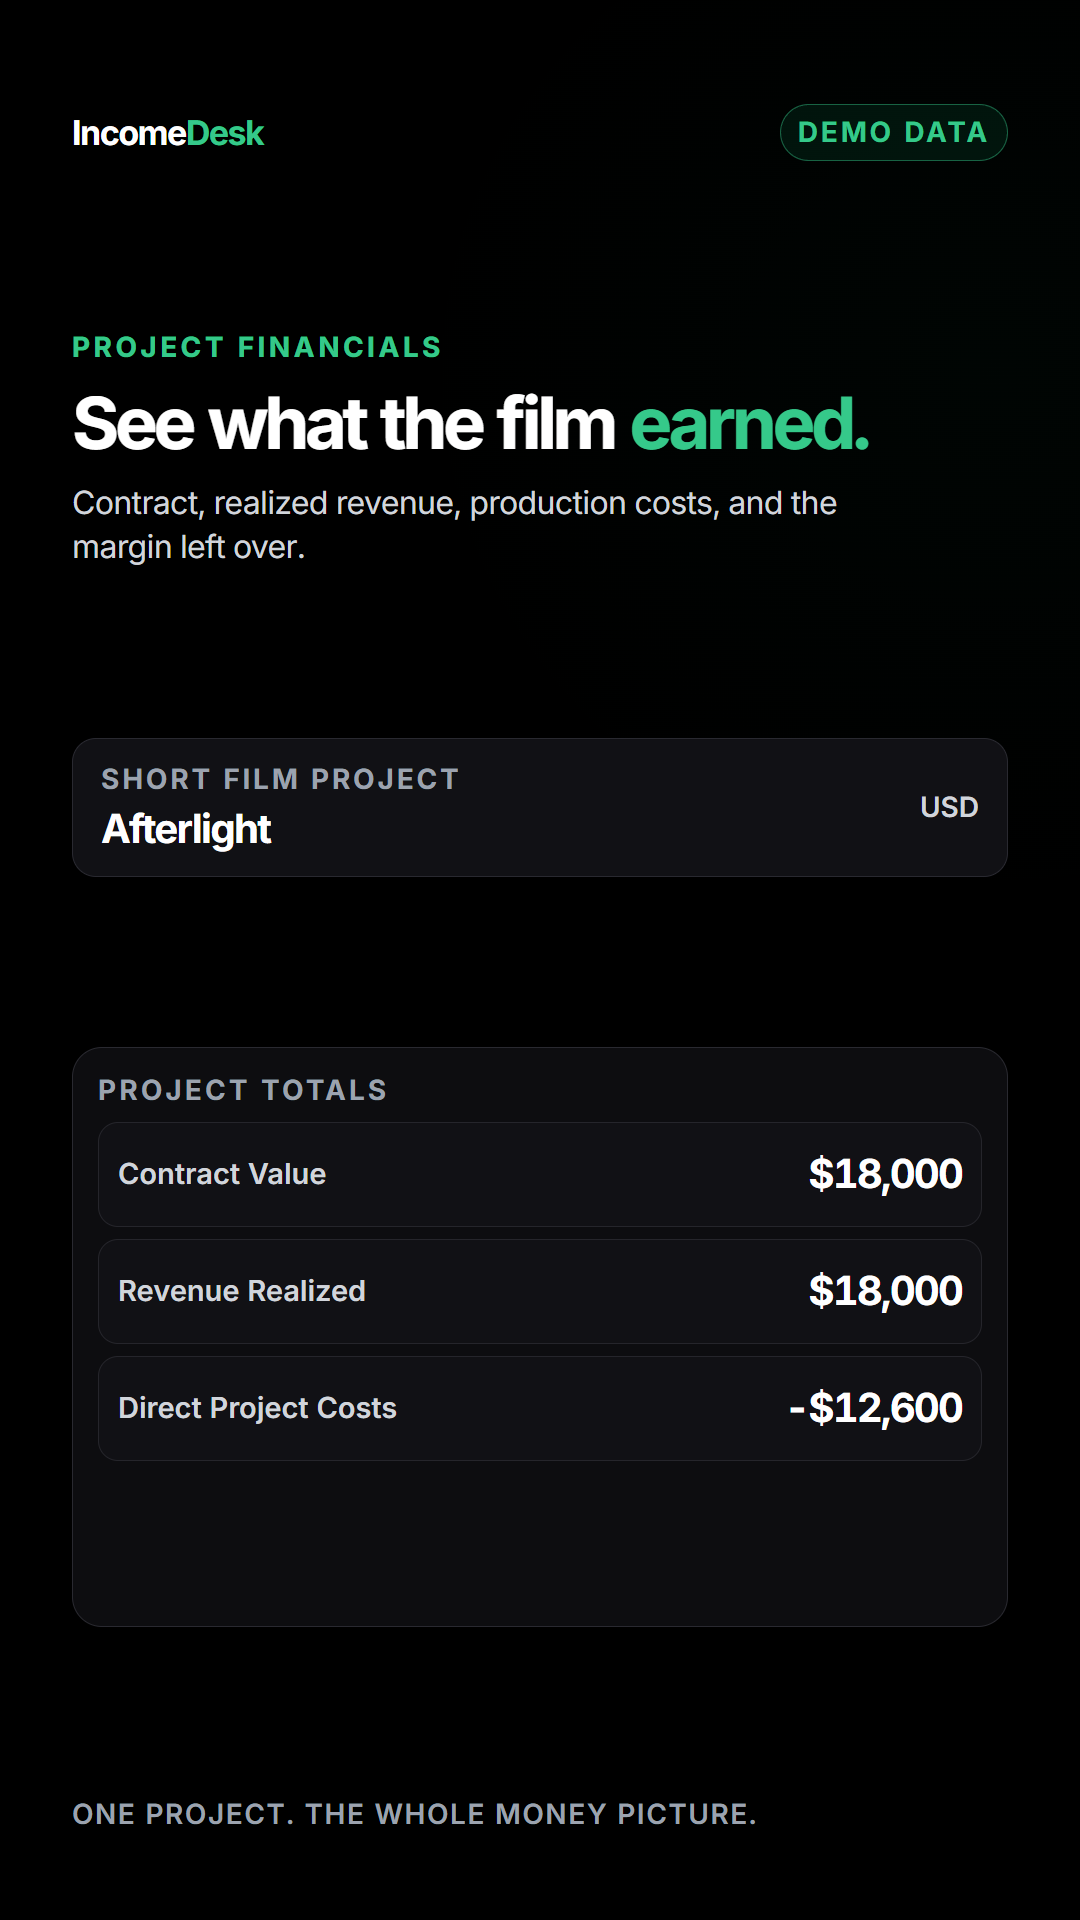 IncomeDesk
DEMO DATA
PROJECT FINANCIALS
See what the film earned.
Contract, realized revenue, production costs, and the
margin left over.
SHORT FILM PROJECT
Afterlight
USD
PROJECT TOTALS
Contract Value $18,000
Revenue Realized $18,000
Direct Project Costs -$12,600
ONE PROJECT. THE WHOLE MONEY PICTURE.